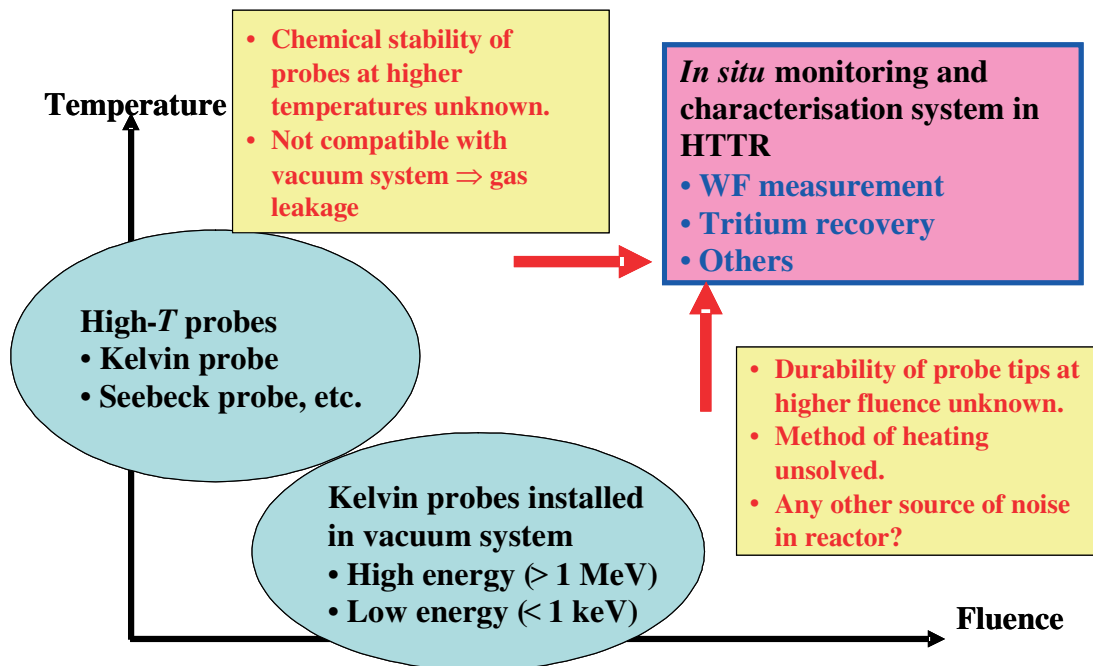 • Chemical stability of
probes at higher
temperatures unknown.
• Not compatible with
vacuum system ⇒ gas
leakage
In situ monitoring and
characterisation system in
HTTR
• WF measurement
• Tritium recovery
• Others
Temperature
High-T probes
• Kelvin probe
• Seebeck probe, etc.
• Durability of probe tips at
higher fluence unknown.
• Method of heating
unsolved.
• Any other source of noise
in reactor?
Kelvin probes installed
in vacuum system
• High energy (> 1 MeV)
• Low energy (< 1 keV)
Fluence